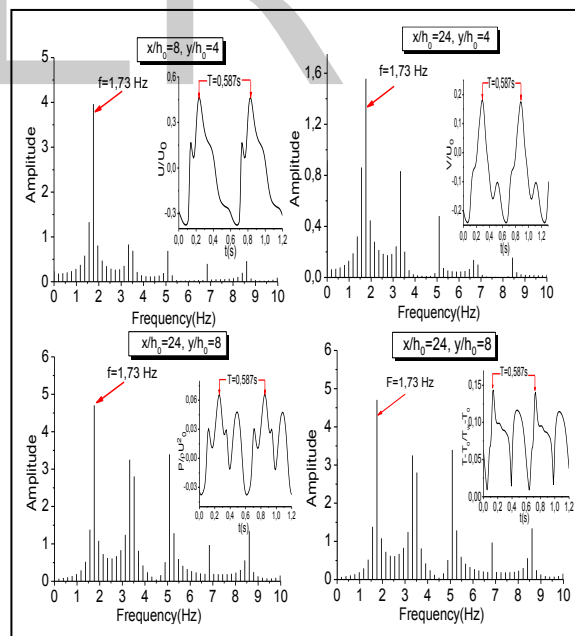 x/h0=8, y/h0=4
f=1,73 Hz
T=0,587s
U/U0
0,6
0,3
0,0
-0,3
0,0 0,2 0,4 0,6 0,8 1,0 1,2
t(s)
Amplitude
5
4
3
2
1
0
0 1 2 3 4 5 6 7 8 9 10
Frequency(Hz)
x/h0=24, y/h0=4
f=1,73 Hz
T=0,587s
V/U0
0,2
0,1
0,0
-0,1
-0,2
0,0 0,2 0,4 0,6 0,8 1,0 1,2
t(s)
Amplitude
1,6
1,2
0,8
0,4
0,0
0 1 2 3 4 5 6 7 8 9 10
Frequency(Hz)
x/h0=24, y/h0=8
f=1,73 Hz
T=0,587s
P/ρU²0
0,06
0,03
0,00
-0,03
0,0 0,2 0,4 0,6 0,8 1,0 1,2
t(s)
Amplitude
6
5
4
3
2
1
0
0 1 2 3 4 5 6 7 8 9 10
Frequency(Hz)
x/h0=24, y/h0=8
F=1,73 Hz
T=0,587s
T-T0/Tw-T0
0,15
0,10
0,05
0,00
0,0 0,2 0,4 0,6 0,8 1,0 1,2
t(s)
Amplitude
6
5
4
3
2
1
0
0 1 2 3 4 5 6 7 8 9 10
Frequency(Hz)